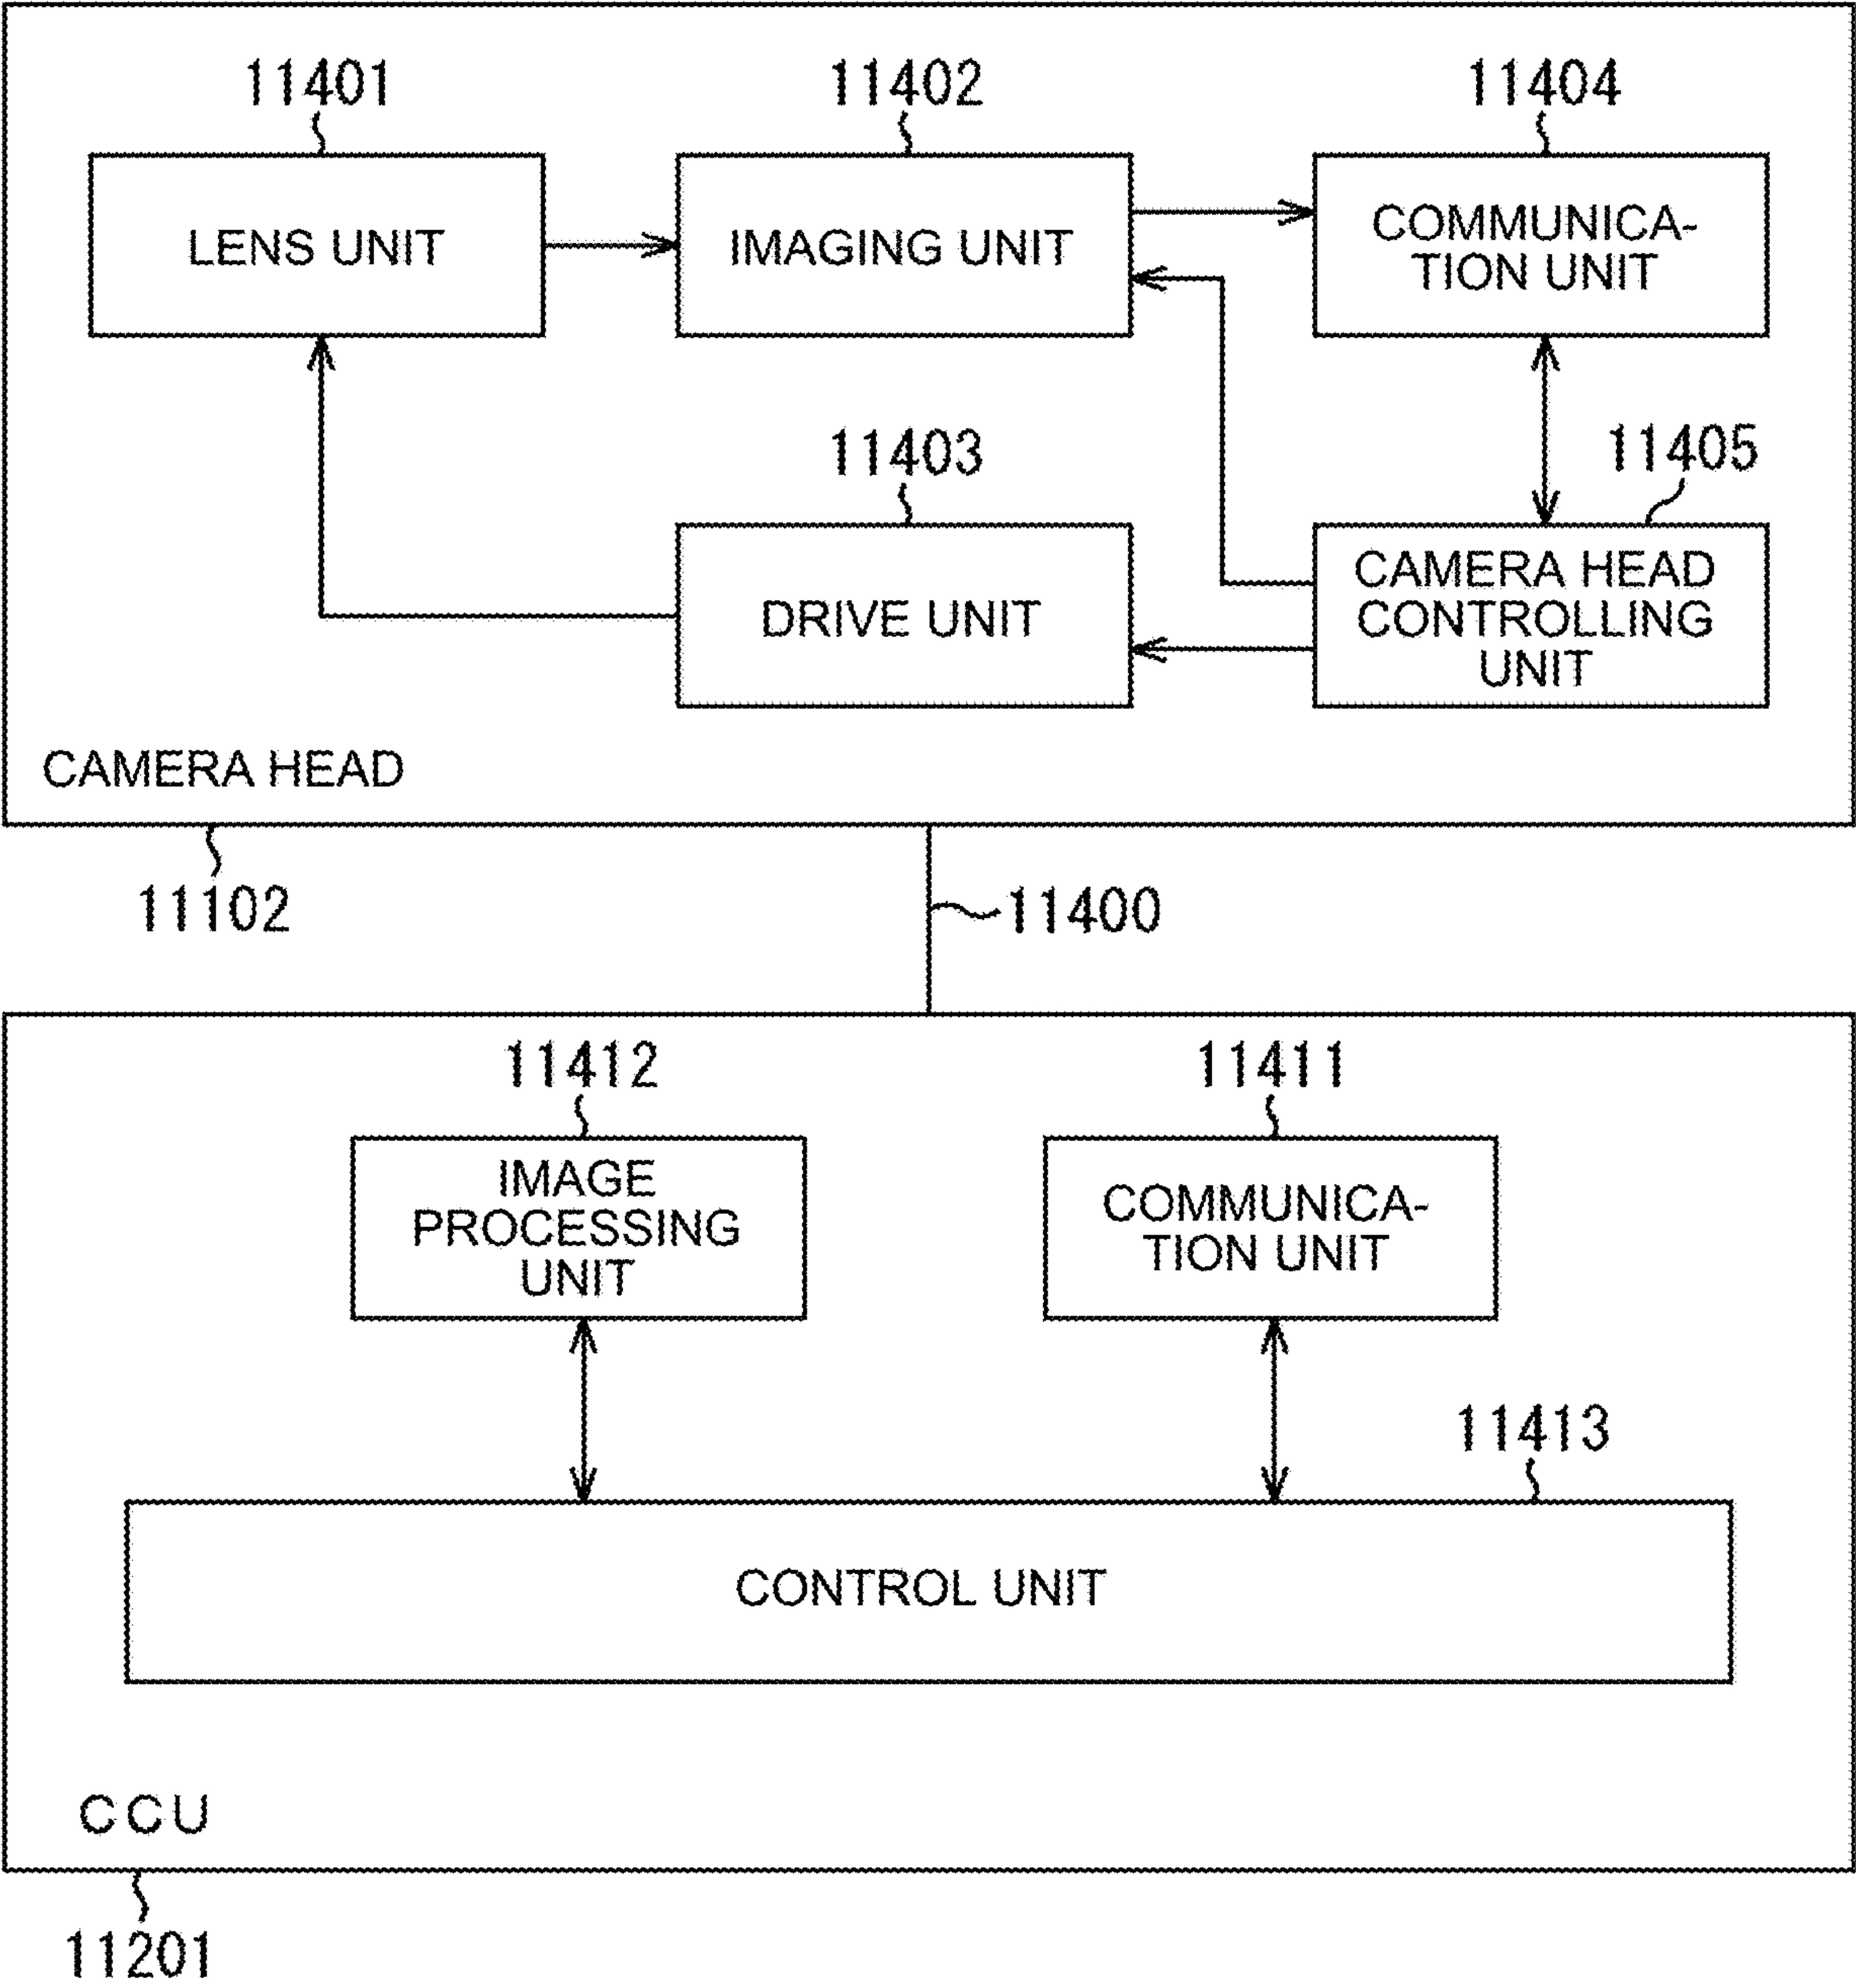 11401
11402
11404
LENS UNIT
IMAGING UNIT
COMMUNICA-
TION UNIT
11403
11405
DRIVE UNIT
CAMERA HEAD
CONTROLLING
UNIT
CAMERA HEAD
11102
11400
11412
11411
IMAGE
PROCESSING
UNIT
COMMUNICA-
TION UNIT
11413
CONTROL UNIT
CCU
11201